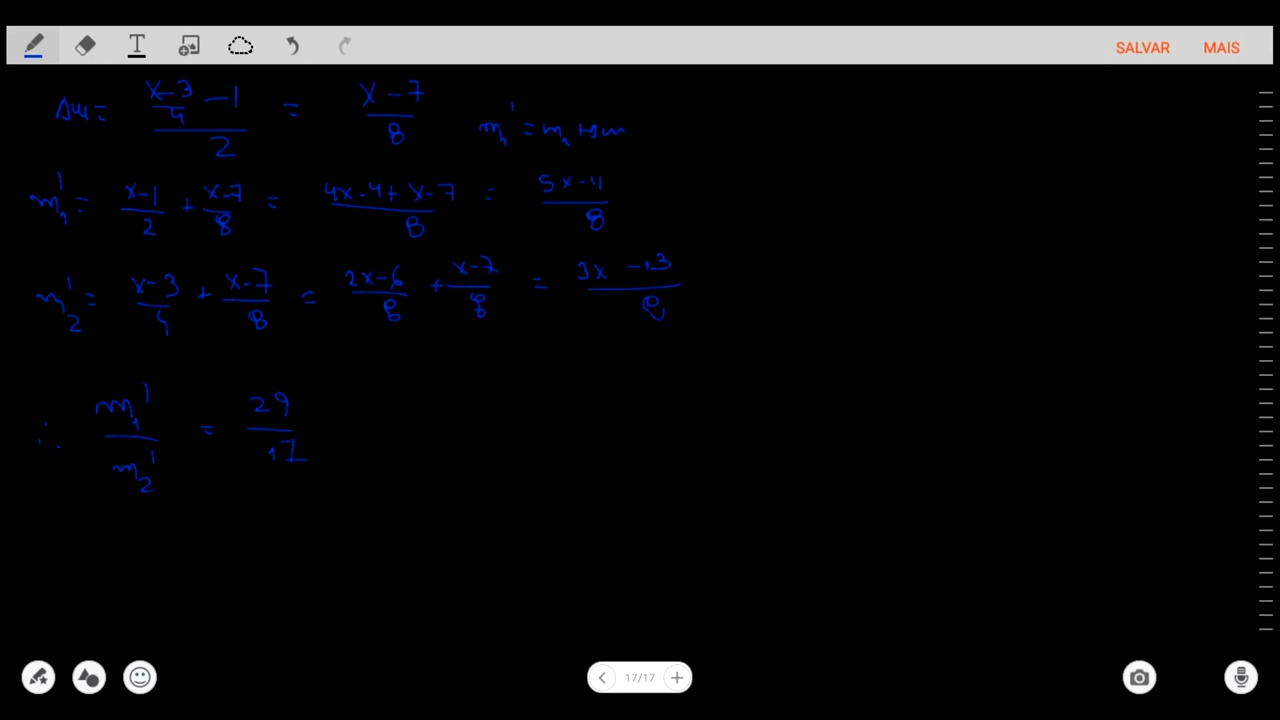 SALVAR MAIS
Δm = (x-3/4 - 1)/2 = (x-7)/8 m₁' = m₁ + Δm
m₁' = (x-1)/2 + (x-7)/8 = (4x-4+x-7)/8 = (5x-11)/8
m₂' = (x-3)/4 + (x-7)/8 = (2x-6)/8 + (x-7)/8 = (3x-13)/8
∴ m₁'/m₂' = 29/17
17/17